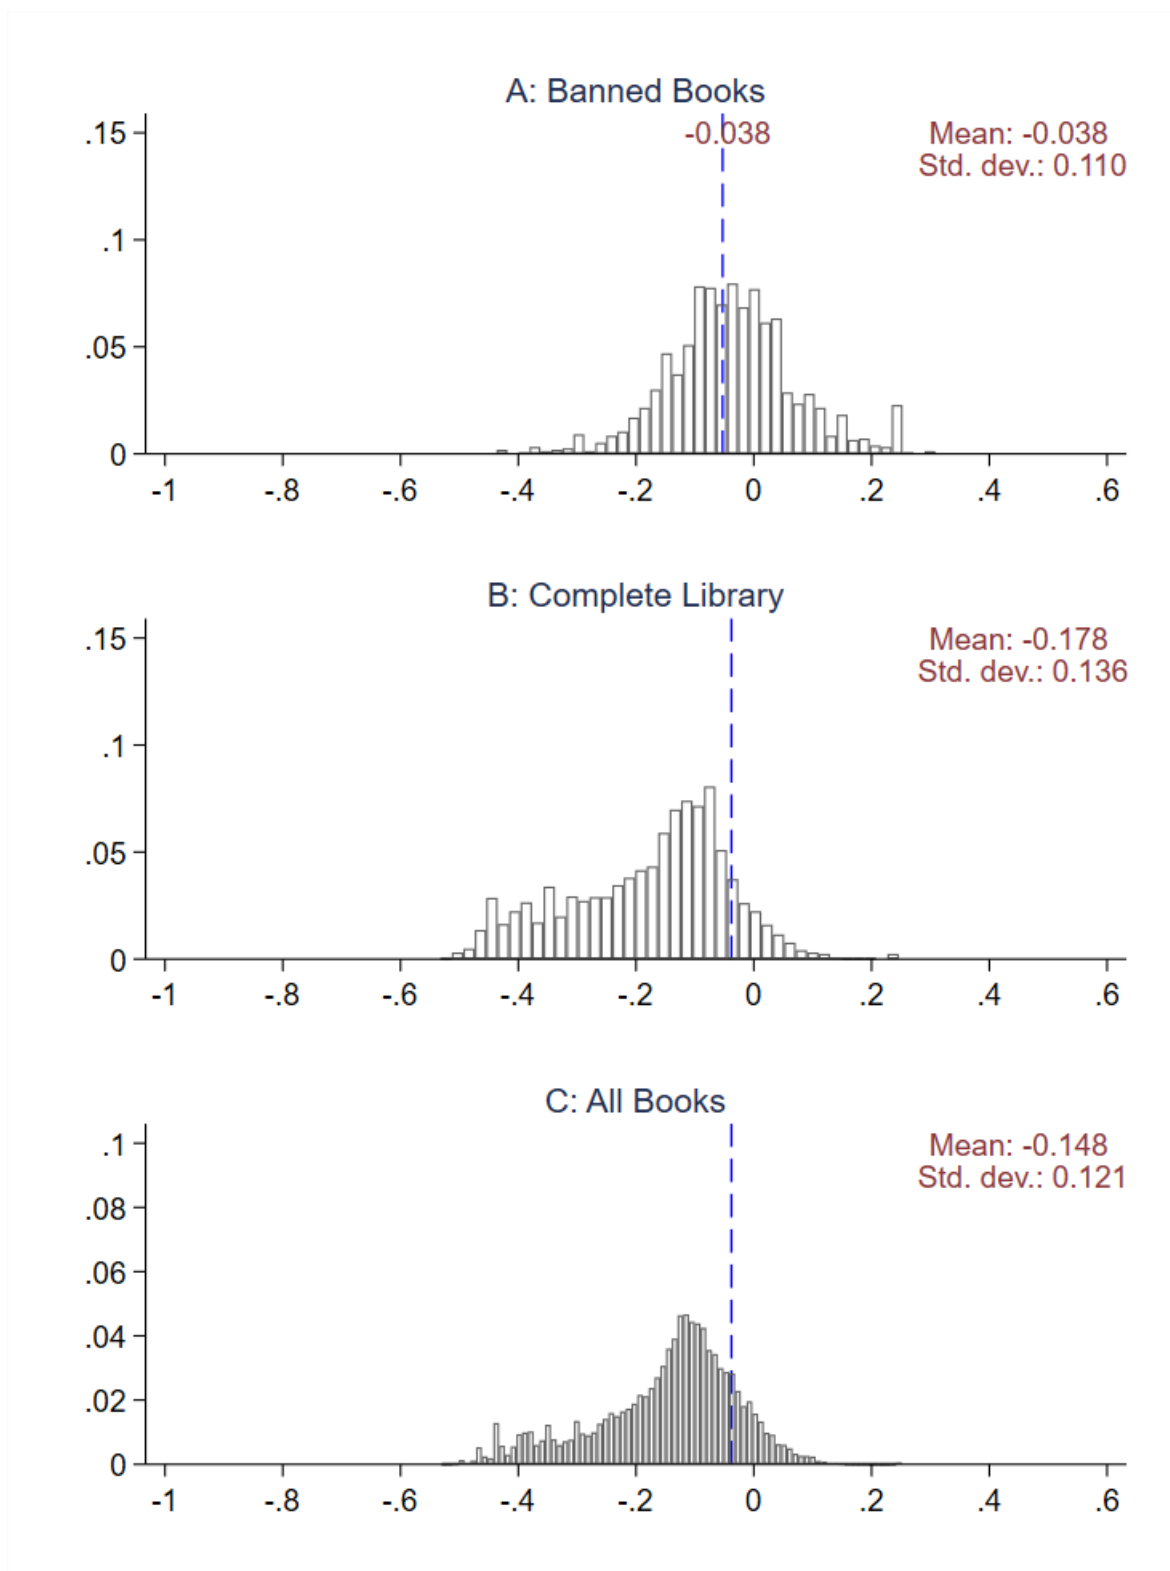 A: Banned Books
-0.038
Mean: -0.038
Std. dev.: 0.110
.15
.1
.05
0
-1 -.8 -.6 -.4 -.2 0 .2 .4 .6
B: Complete Library
Mean: -0.178
Std. dev.: 0.136
.15
.1
.05
0
-1 -.8 -.6 -.4 -.2 0 .2 .4 .6
C: All Books
Mean: -0.148
Std. dev.: 0.121
.1
.08
.06
.04
.02
0
-1 -.8 -.6 -.4 -.2 0 .2 .4 .6